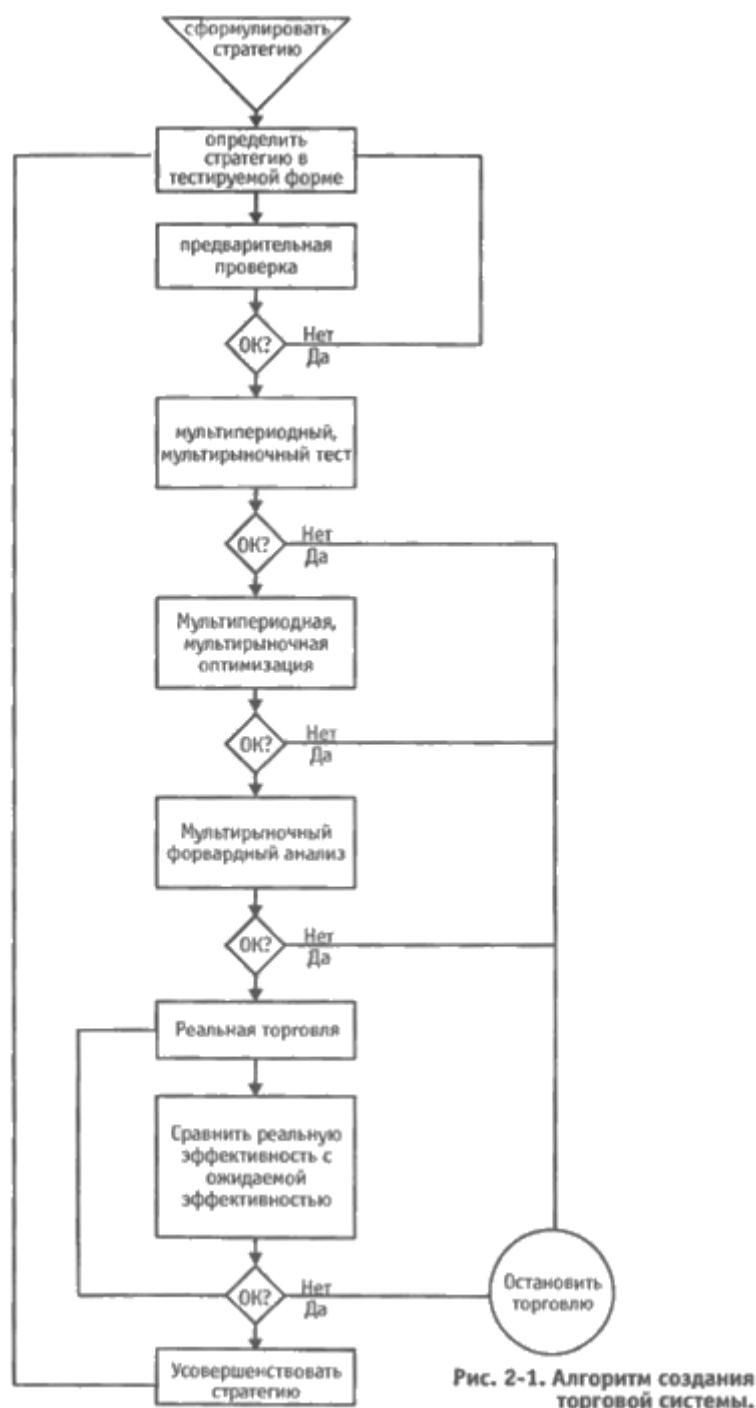 сформулировать
стратегию
определить
стратегию в
тестируемой форме
предварительная
проверка
ОК?
Нет
Да
мультипериодный,
мультирыночный тест
ОК?
Нет
Да
Мультипериодная,
мультирыночная
оптимизация
ОК?
Нет
Да
Мультирыночный
форвардный анализ
ОК?
Нет
Да
Реальная торговля
Сравнить реальную
эффективность с
ожидаемой
эффективностью
ОК?
Нет
Да
Остановить
торговлю
Усовершенствовать
стратегию
Рис. 2-1. Алгоритм создания
торговой системы.